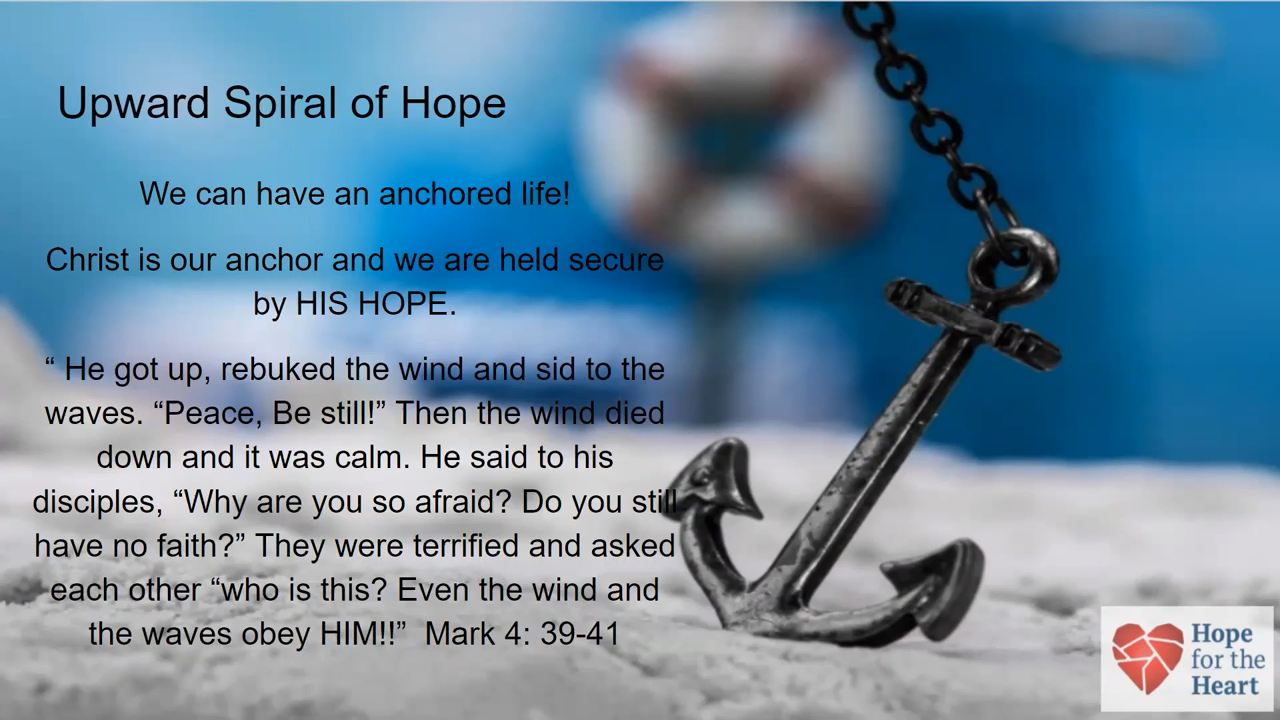 Upward Spiral of Hope
We can have an anchored life!
Christ is our anchor and we are held secure
by HIS HOPE.
“ He got up, rebuked the wind and sid to the
waves. “Peace, Be still!” Then the wind died
down and it was calm. He said to his
disciples, “Why are you so afraid? Do you still
have no faith?” They were terrified and asked
each other “who is this? Even the wind and
the waves obey HIM!!”  Mark 4: 39-41
Hope
for the
Heart